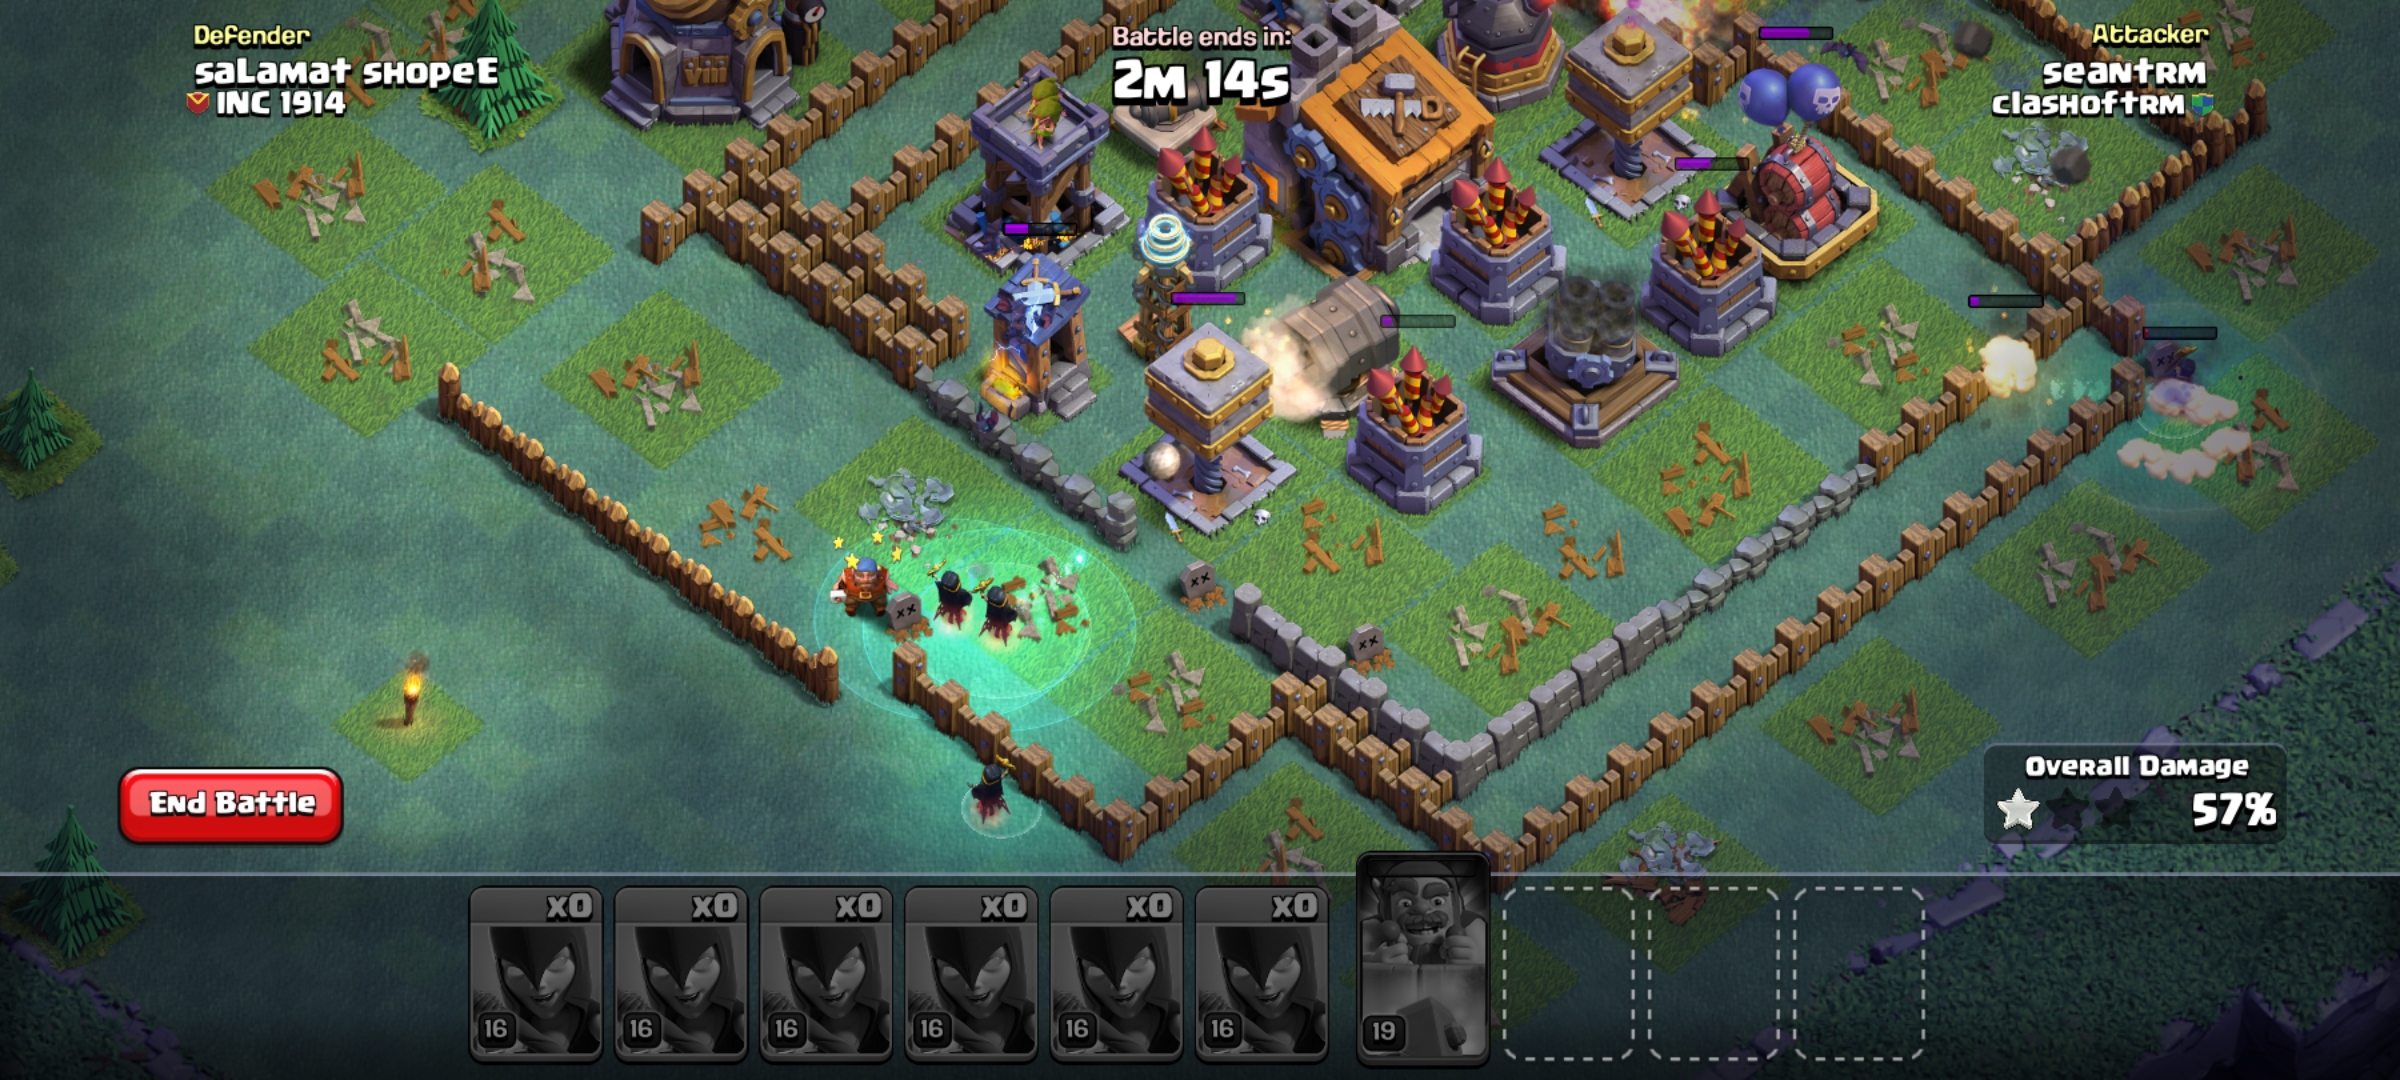 Defender
saLamat sHopeE
INC 1914
Battle ends in:
2M 14s
Attacker
seantRM
clashoftRM
VIII
End Battle
Overall Damage
57%
x0
x0
x0
x0
x0
x0
16
16
16
16
16
16
19